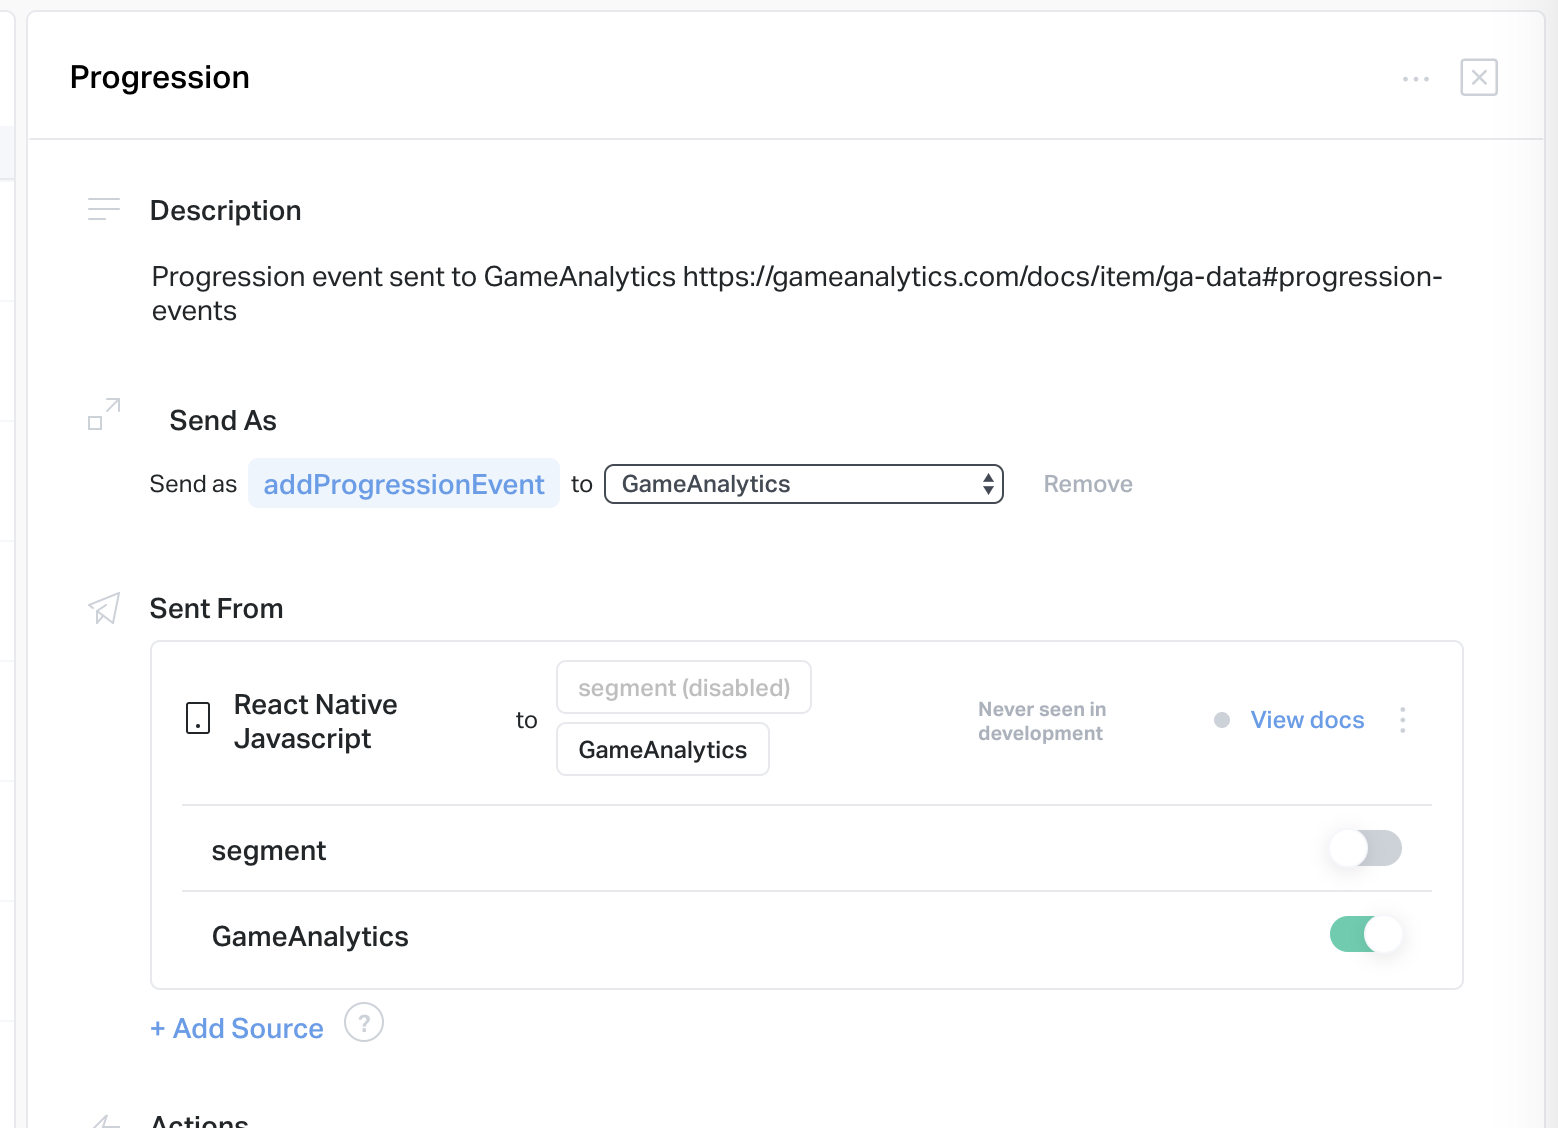 Progression
Description
Progression event sent to GameAnalytics https://gameanalytics.com/docs/item/ga-data#progression-
events
Send As
Send as addProgressionEvent to GameAnalytics Remove
Sent From
React Native
Javascript
to
segment (disabled)
GameAnalytics
Never seen in
development
View docs
segment
GameAnalytics
+ Add Source ?
Actions